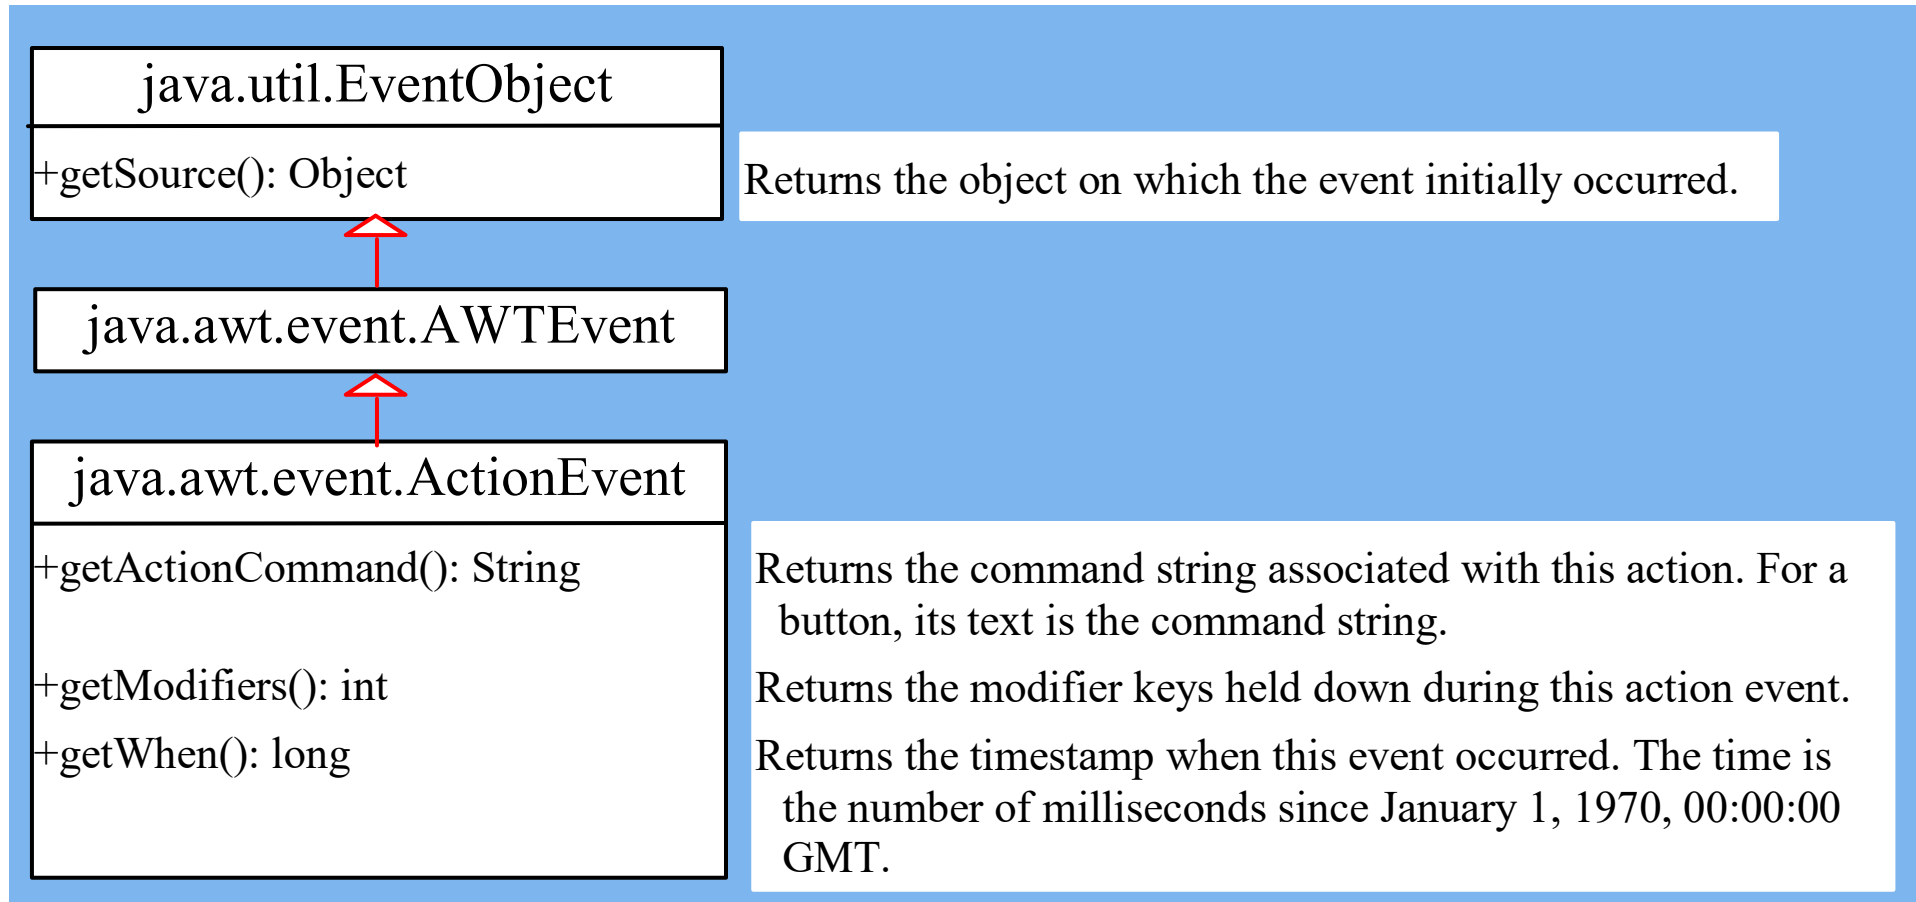 java.util.EventObject
+getSource(): Object
Returns the object on which the event initially occurred.
java.awt.event.AWTEvent
java.awt.event.ActionEvent
+getActionCommand(): String
Returns the command string associated with this action. For a
button, its text is the command string.
+getModifiers(): int
Returns the modifier keys held down during this action event.
+getWhen(): long
Returns the timestamp when this event occurred. The time is
the number of milliseconds since January 1, 1970, 00:00:00
GMT.